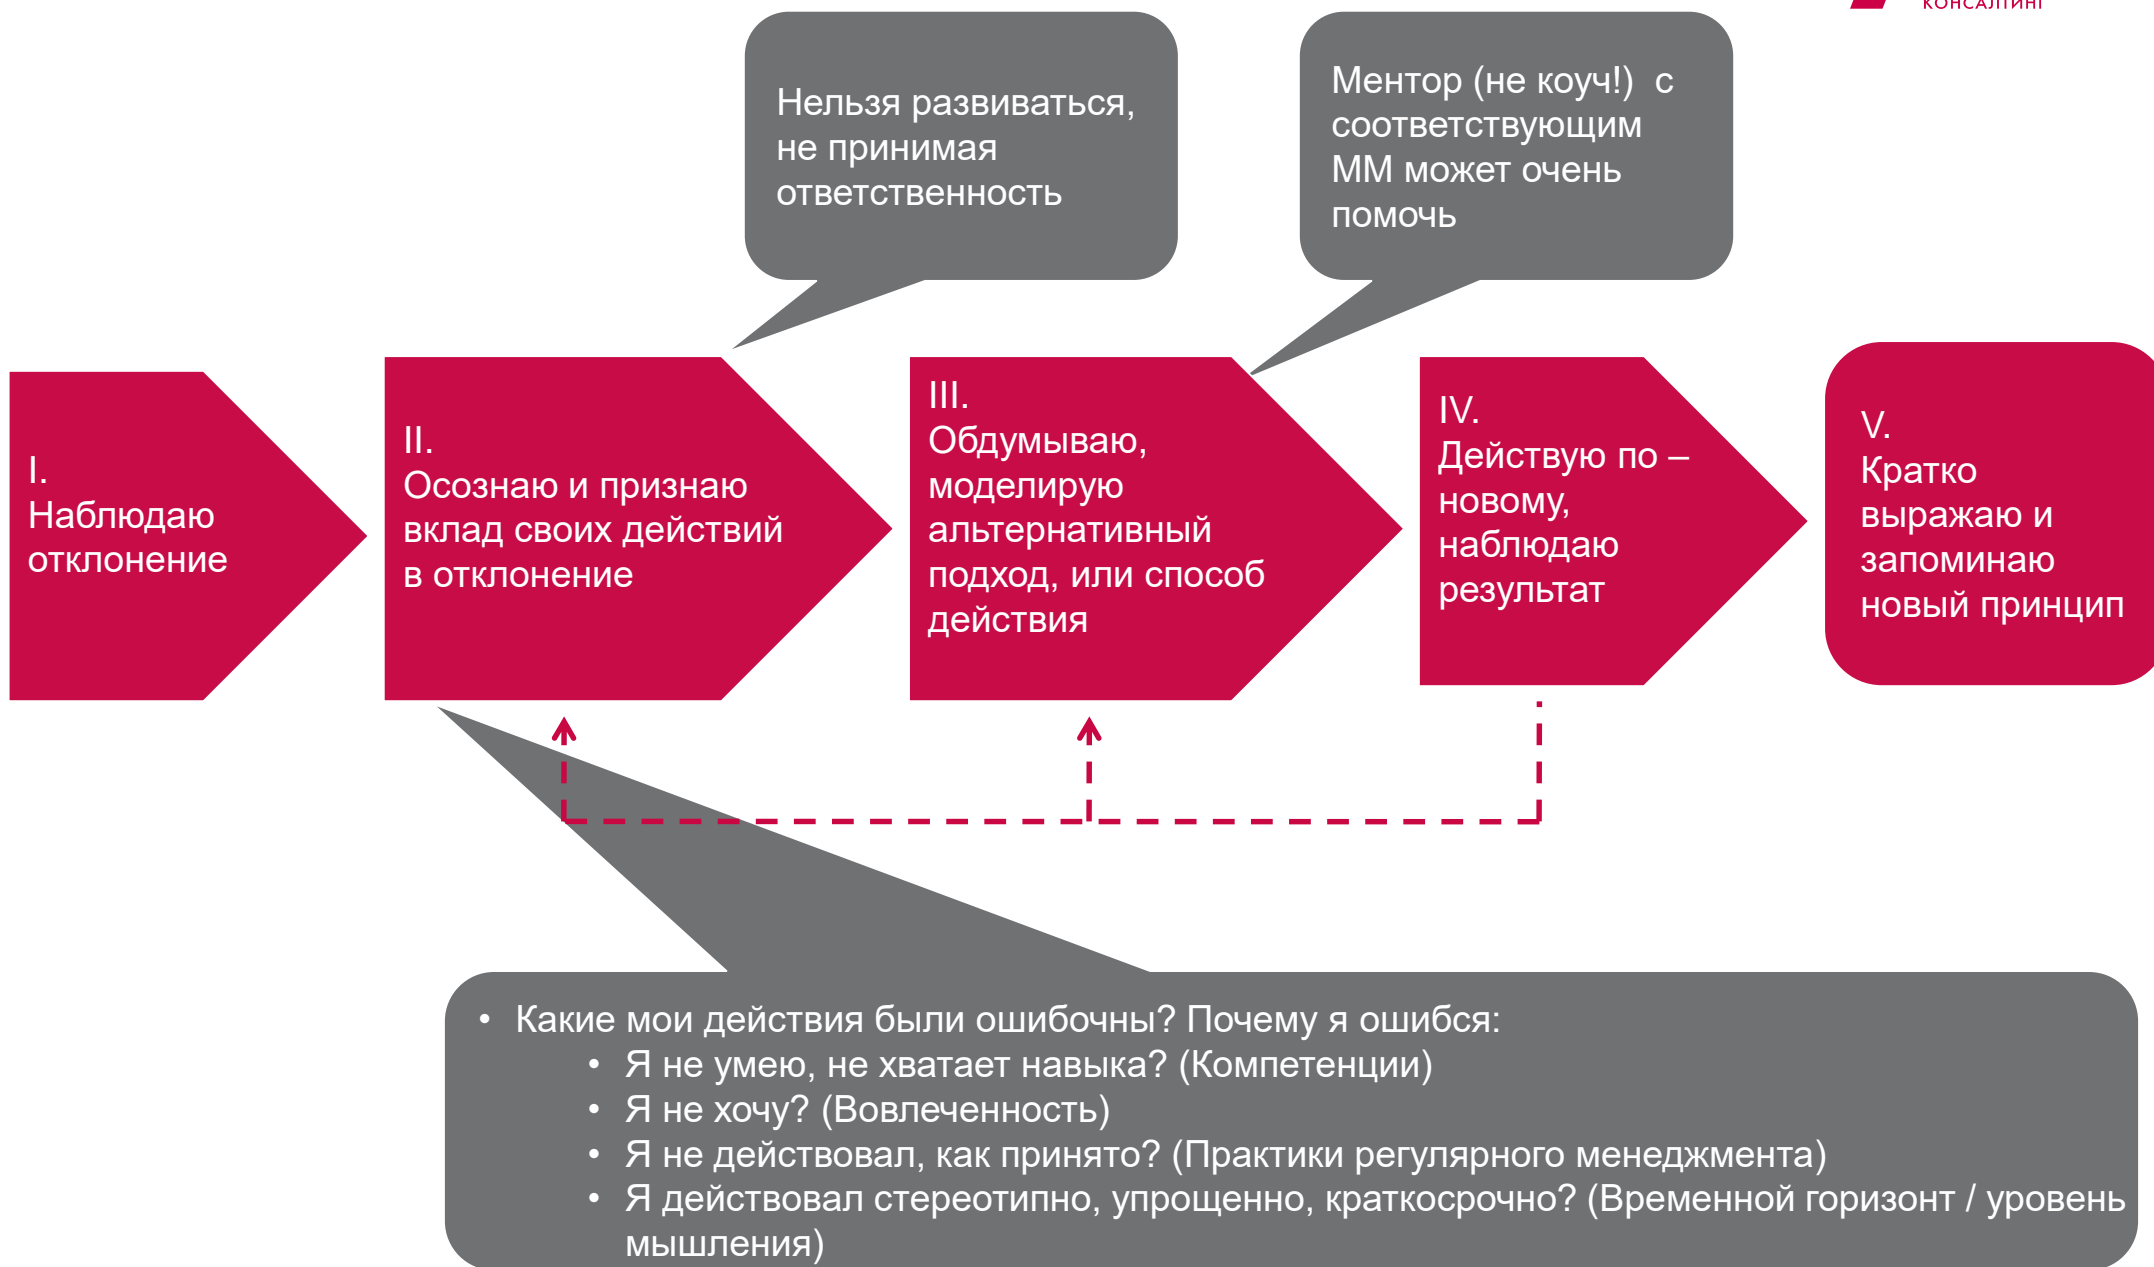 КОНСАЛТИНГ
Нельзя развиваться,
не принимая
ответственность
Ментор (не коуч!)  с
соответствующим
ММ может очень
помочь
I.
Наблюдаю
отклонение
II.
Осознаю и признаю
вклад своих действий
в отклонение
III.
Обдумываю,
моделирую
альтернативный
подход, или способ
действия
IV.
Действую по –
новому,
наблюдаю
результат
V.
Кратко
выражаю и
запоминаю
новый принцип
• Какие мои действия были ошибочны? Почему я ошибся:
• Я не умею, не хватает навыка? (Компетенции)
• Я не хочу? (Вовлеченность)
• Я не действовал, как принято? (Практики регулярного менеджмента)
• Я действовал стереотипно, упрощенно, краткосрочно? (Временной горизонт / уровень
мышления)